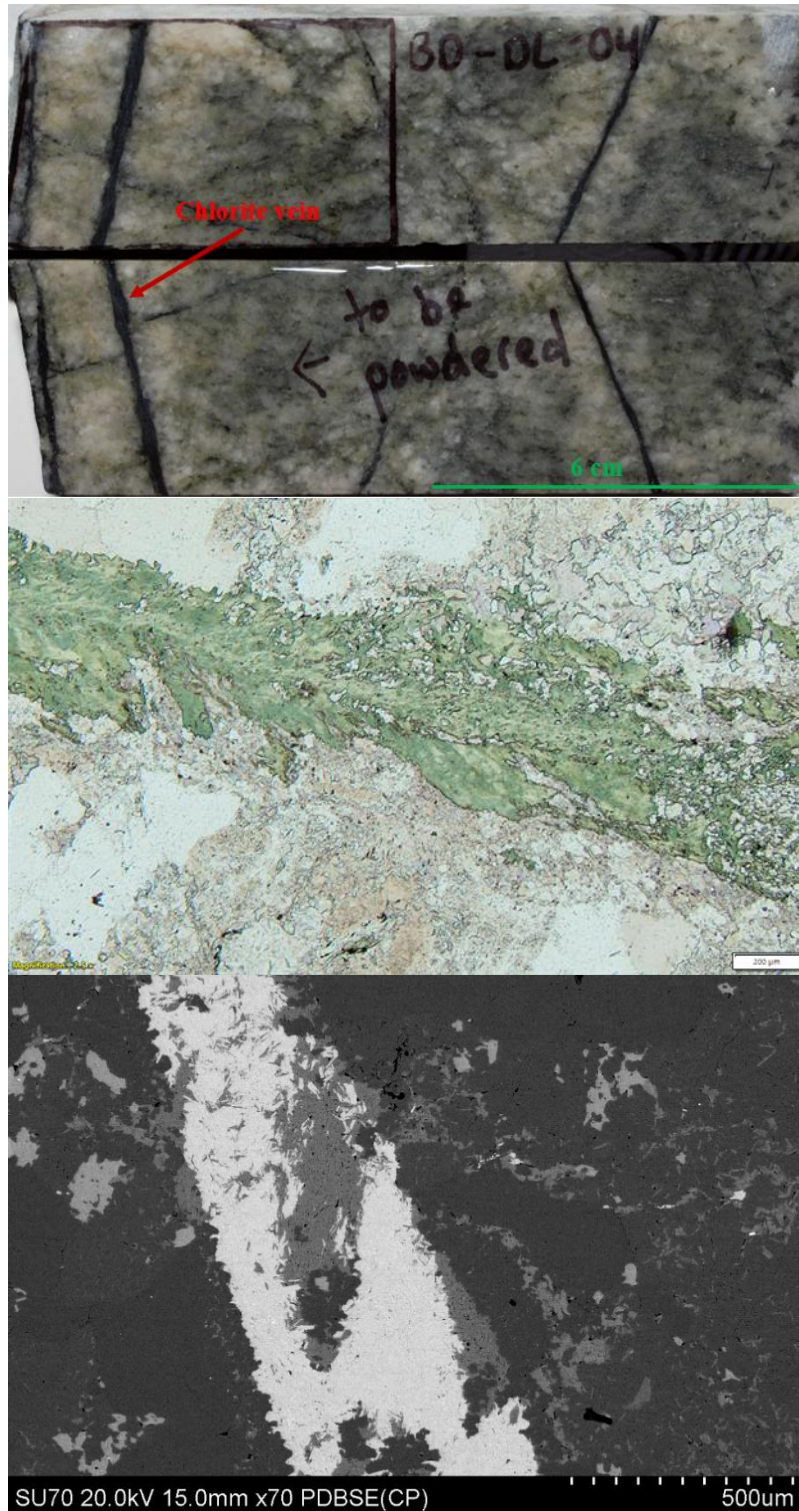 BD-DL-04
Chlorite vein
to be
← powdered
6 cm
200 µm
SU70 20.0kV 15.0mm x70 PDBSE(CP)
500um